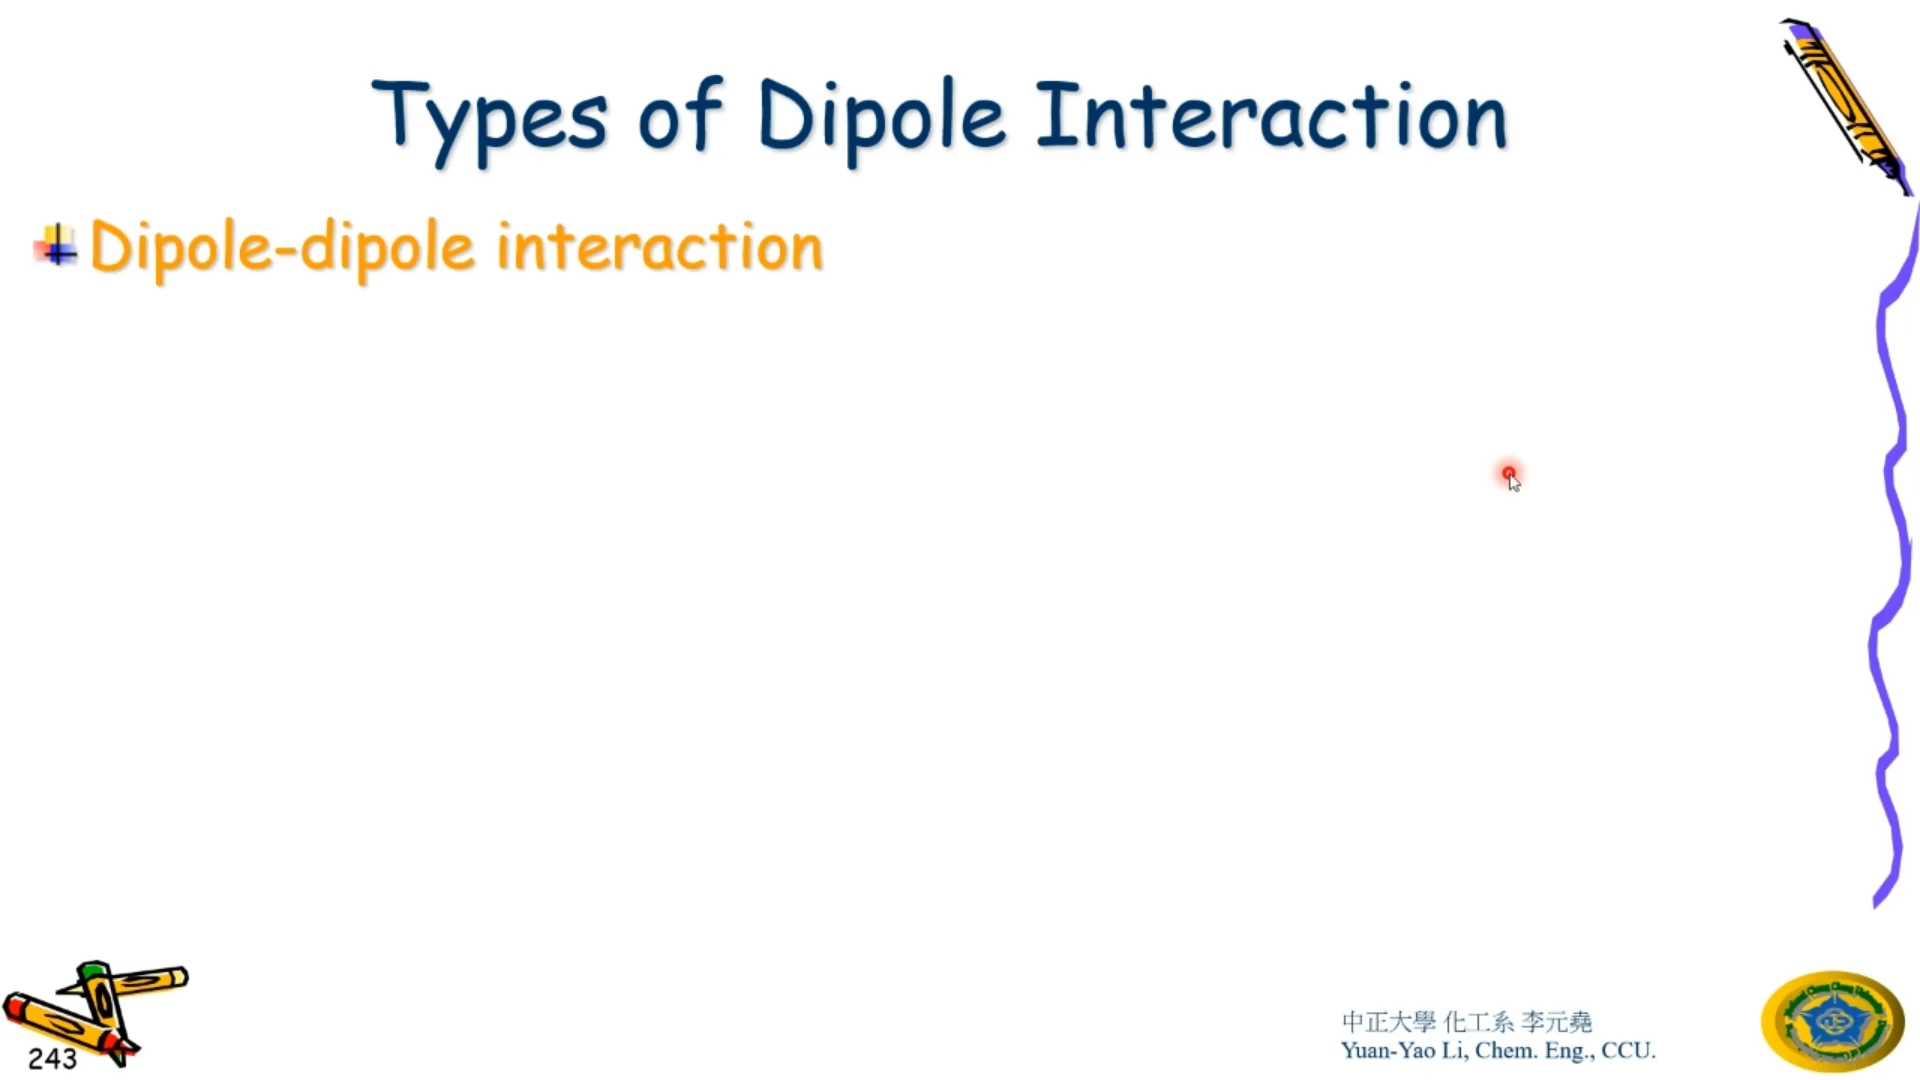 Types of Dipole Interaction
Dipole-dipole interaction
中正大學 化工系 李元堯
Yuan-Yao Li, Chem. Eng., CCU.
243